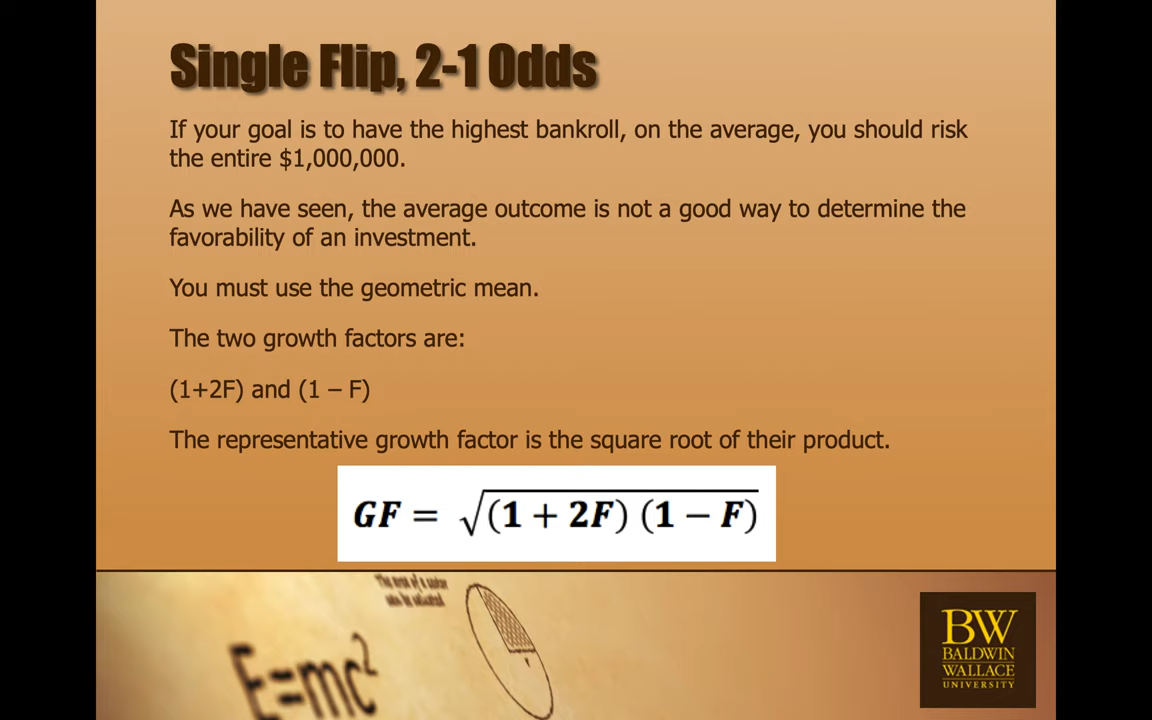 Single Flip, 2-1 Odds
If your goal is to have the highest bankroll, on the average, you should risk
the entire $1,000,000.
As we have seen, the average outcome is not a good way to determine the
favorability of an investment.
You must use the geometric mean.
The two growth factors are:
(1+2F) and (1 – F)
The representative growth factor is the square root of their product.
GF = √(1 + 2F) (1 − F)
E=mc²
BW
BALDWIN
WALLACE
UNIVERSITY